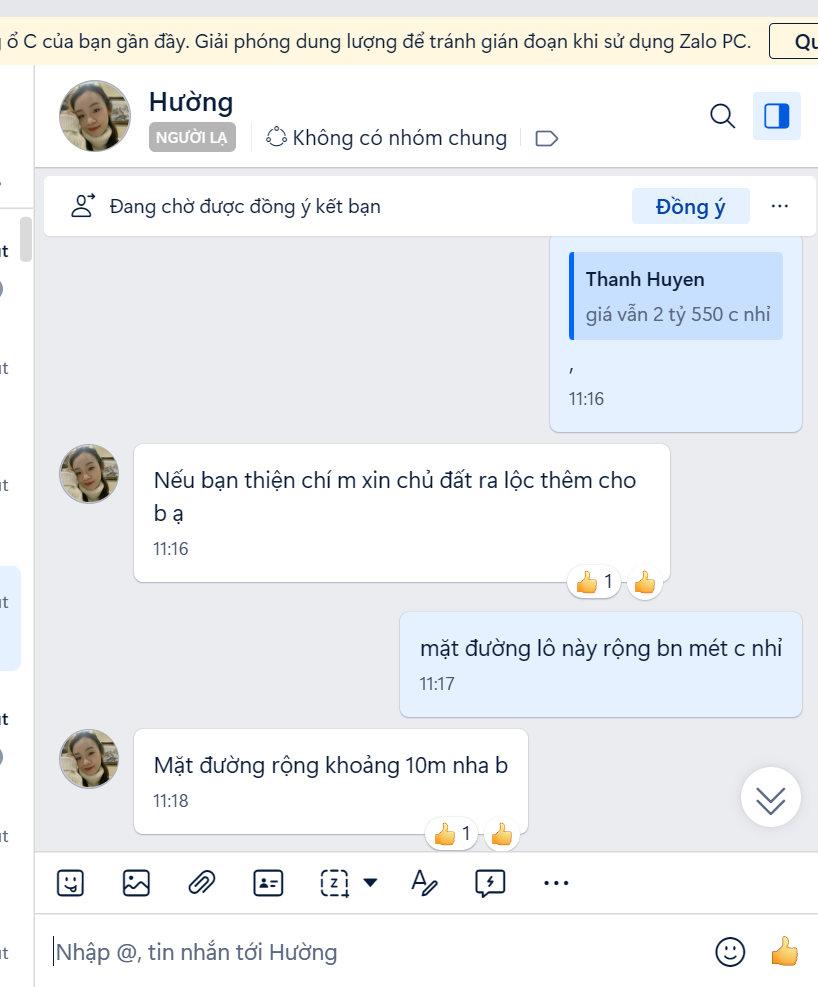 ổ C của bạn gần đầy. Giải phóng dung lượng để tránh gián đoạn khi sử dụng Zalo PC.
Hường
NGƯỜI LẠ
Không có nhóm chung
Đang chờ được đồng ý kết bạn
Đồng ý
Thanh Huyen
giá vẫn 2 tỷ 550 c nhỉ
,
11:16
Nếu bạn thiện chí m xin chủ đất ra lộc thêm cho
b ạ
11:16
1
mặt đường lô này rộng bn mét c nhỉ
11:17
Mặt đường rộng khoảng 10m nha b
11:18
1
Nhập @, tin nhắn tới Hường